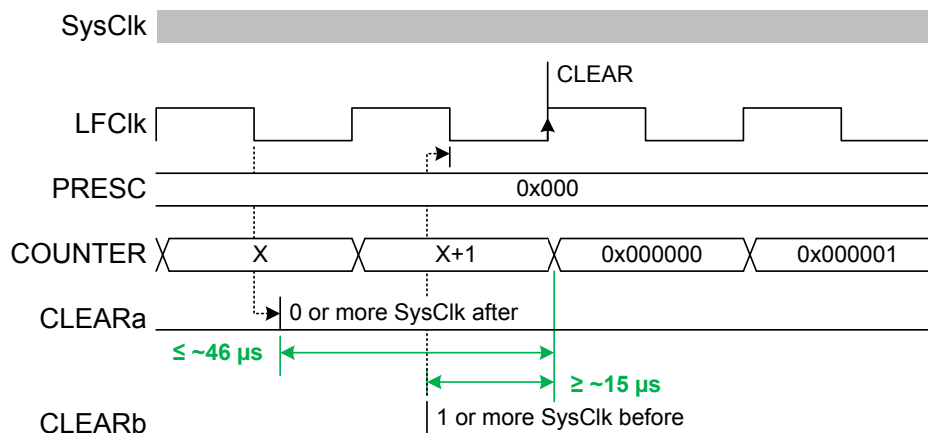 SysClk
CLEAR
LFClk
PRESC
0x000
COUNTER
X
X+1
0x000000
0x000001
CLEARa
0 or more SysClk after
≤ ~46 µs
≥ ~15 µs
CLEARb
1 or more SysClk before